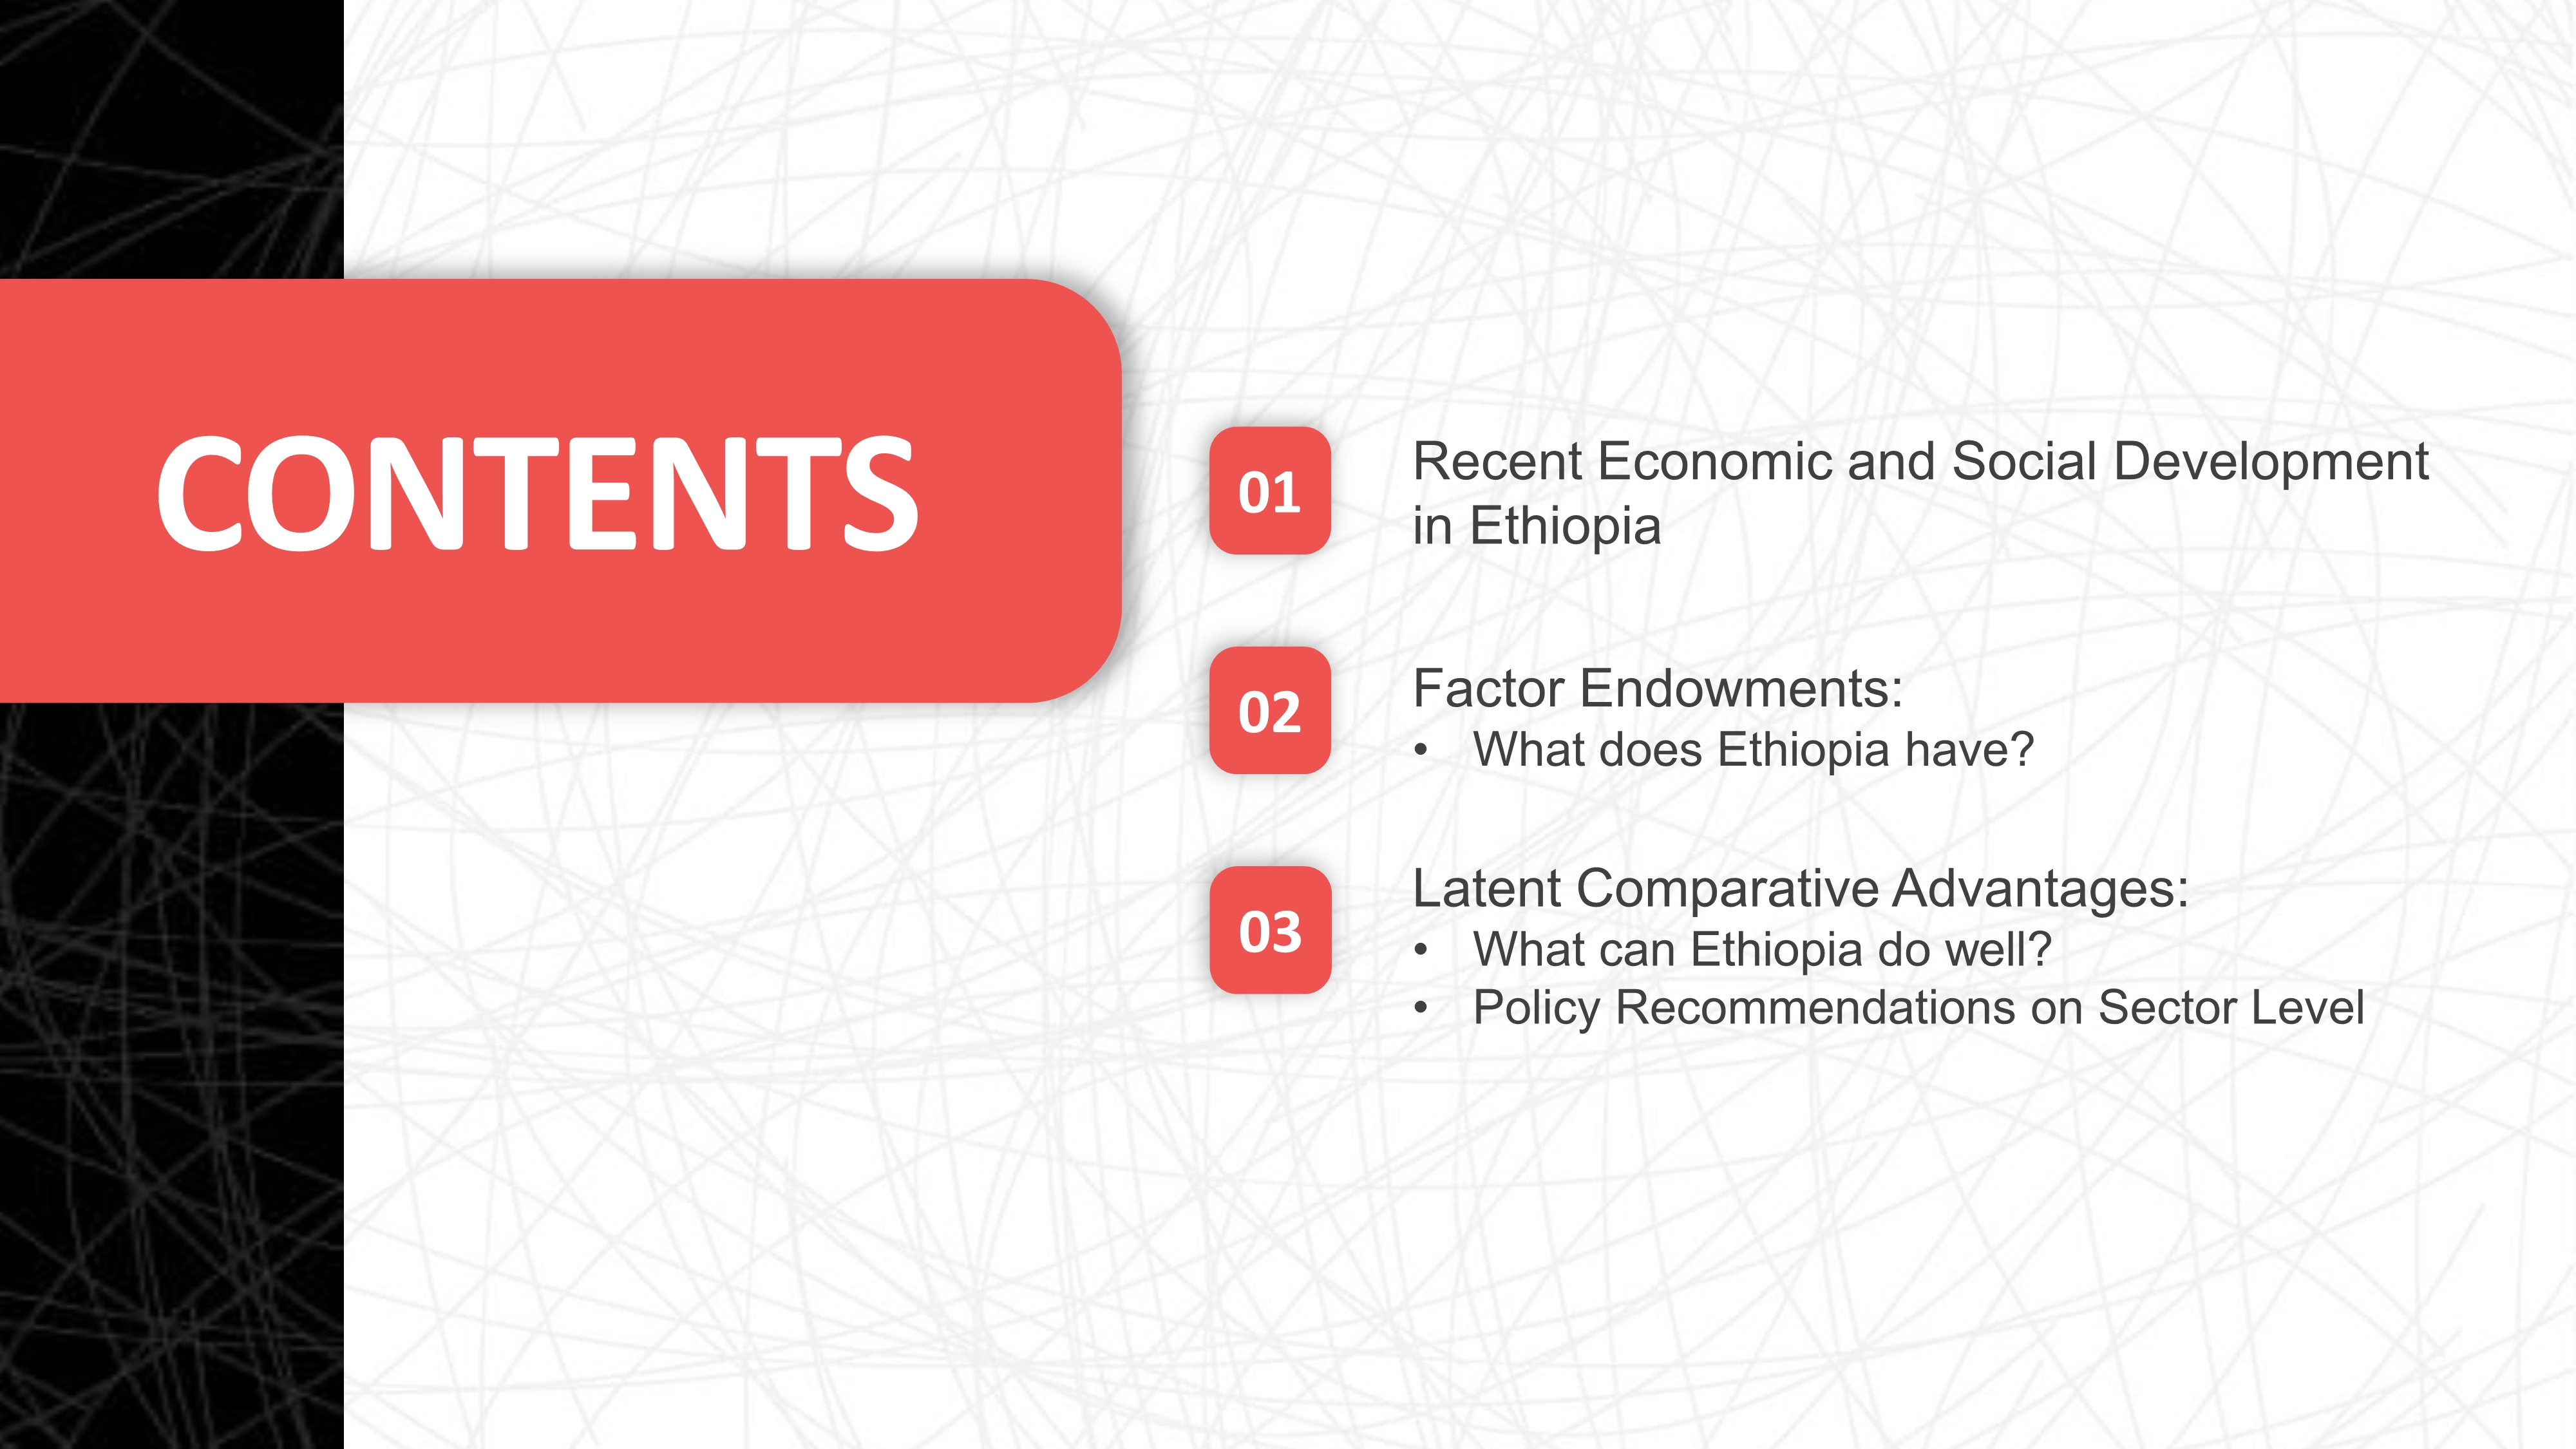 CONTENTS
01
Recent Economic and Social Development
in Ethiopia
02
Factor Endowments:
• What does Ethiopia have?
03
Latent Comparative Advantages:
• What can Ethiopia do well?
• Policy Recommendations on Sector Level